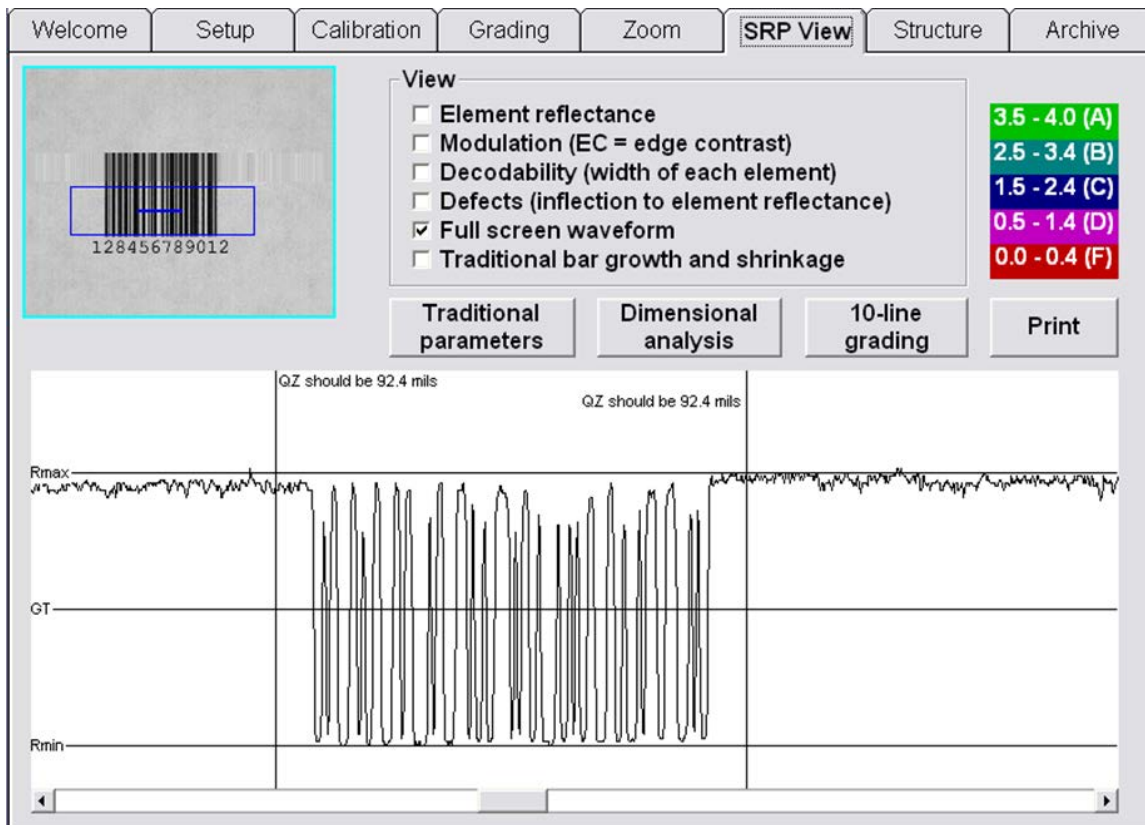 Welcome Setup Calibration Grading Zoom SRP View Structure Archive
View
Element reflectance
Modulation (EC = edge contrast)
Decodability (width of each element)
Defects (inflection to element reflectance)
Full screen waveform
Traditional bar growth and shrinkage
3.5 - 4.0 (A)
2.5 - 3.4 (B)
1.5 - 2.4 (C)
0.5 - 1.4 (D)
0.0 - 0.4 (F)
128456789012
Traditional parameters
Dimensional analysis
10-line grading
Print
QZ should be 92.4 mils
QZ should be 92.4 mils
Rmax
GT
Rmin